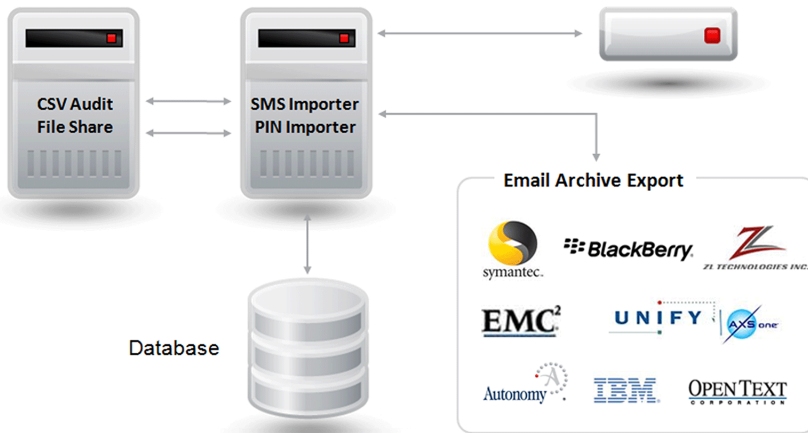 CSV Audit
File Share
SMS Importer
PIN Importer
Email Archive Export
symantec.
BlackBerry.
ZL TECHNOLOGIES INC.
EMC²
UNIFY
AXS one
Autonomy
IBM.
OPEN TEXT
CORPORATION
Database